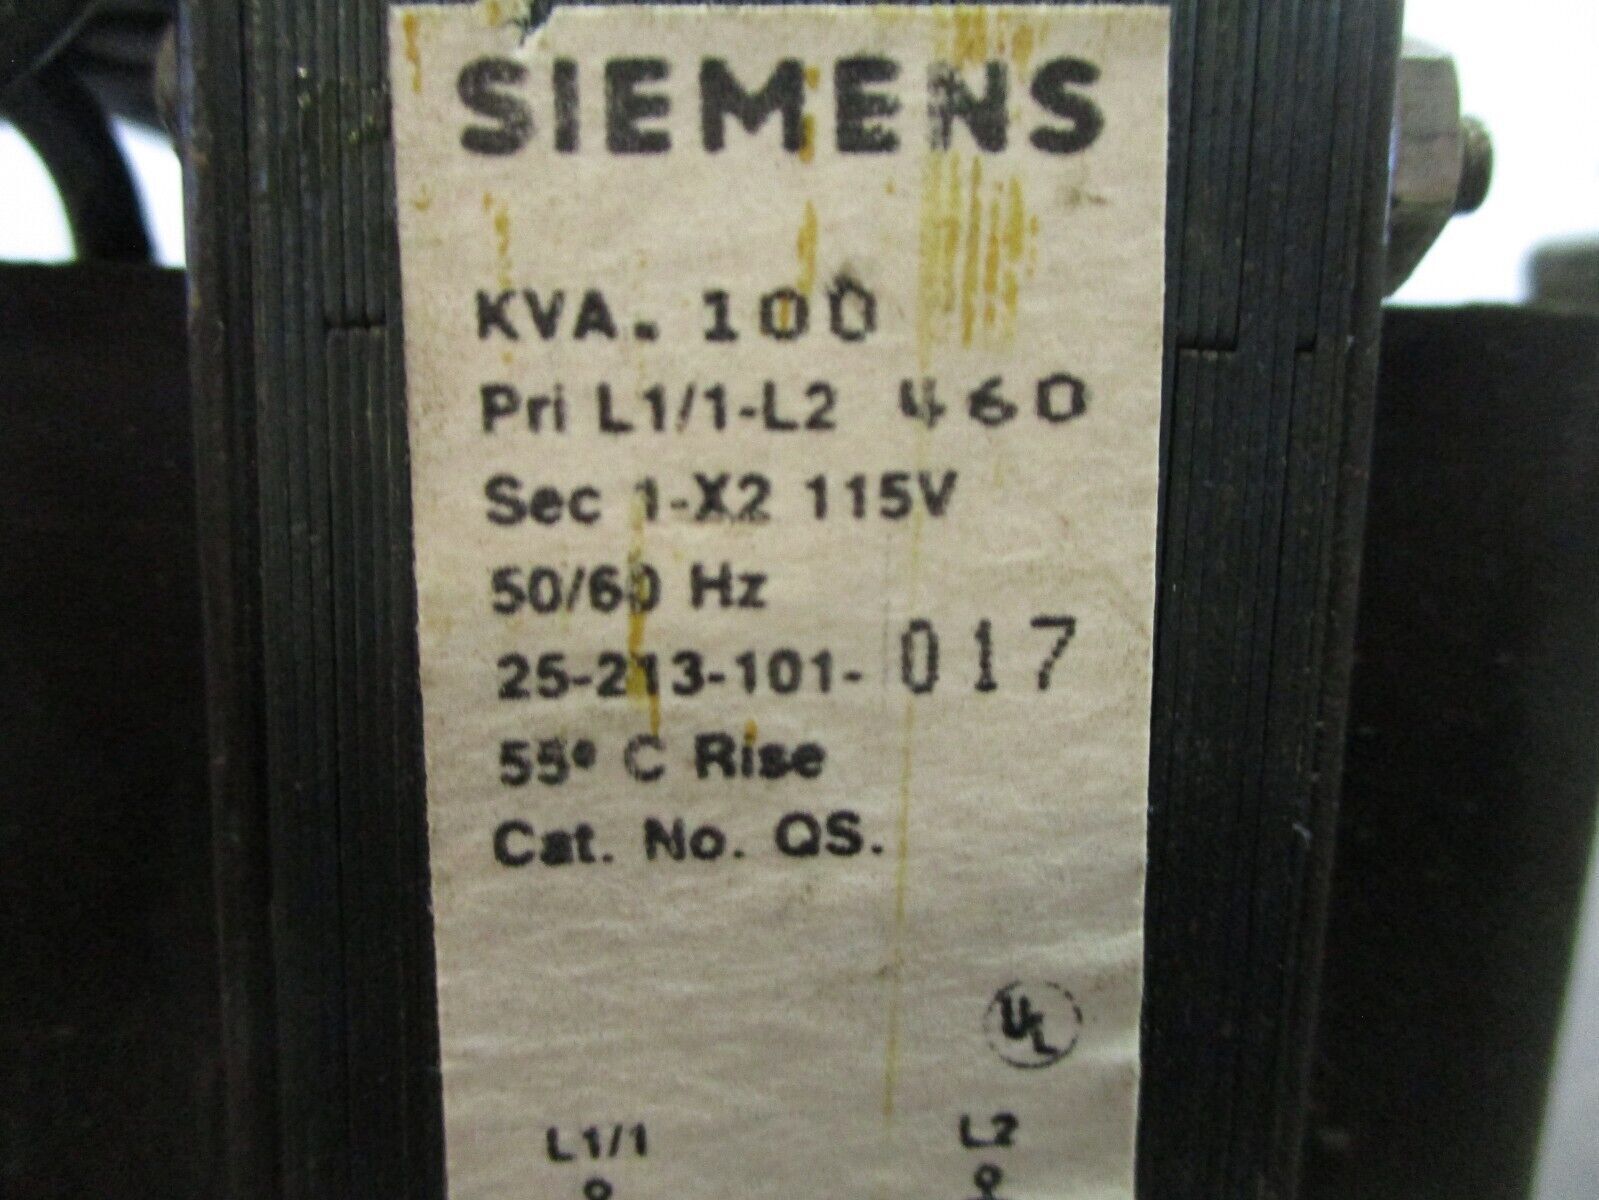 SIEMENS
KVA. 100
Pri L1/1-L2 460
Sec 1-X2 115V
50/60 Hz
25-213-101-017
55° C Rise
Cat. No. QS.
UL
L1/1 L2